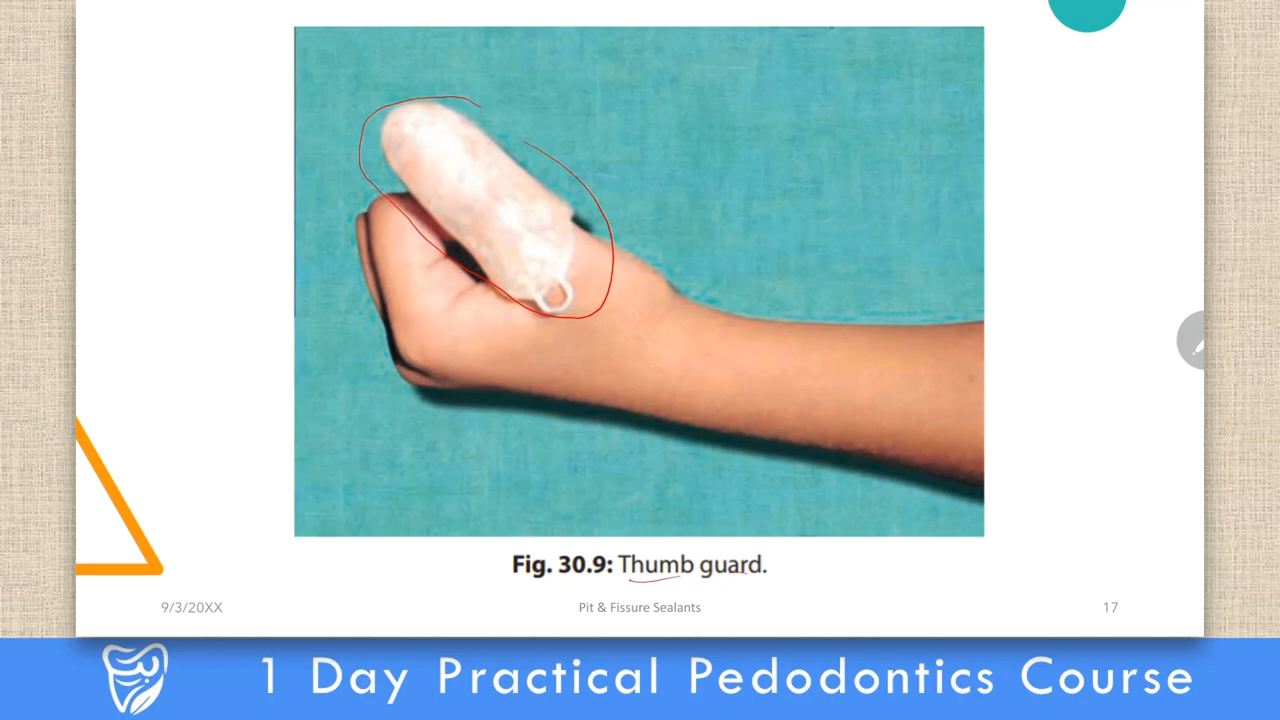 Fig. 30.9: Thumb guard.
9/3/20XX
Pit & Fissure Sealants
17
1 Day Practical Pedodontics Course